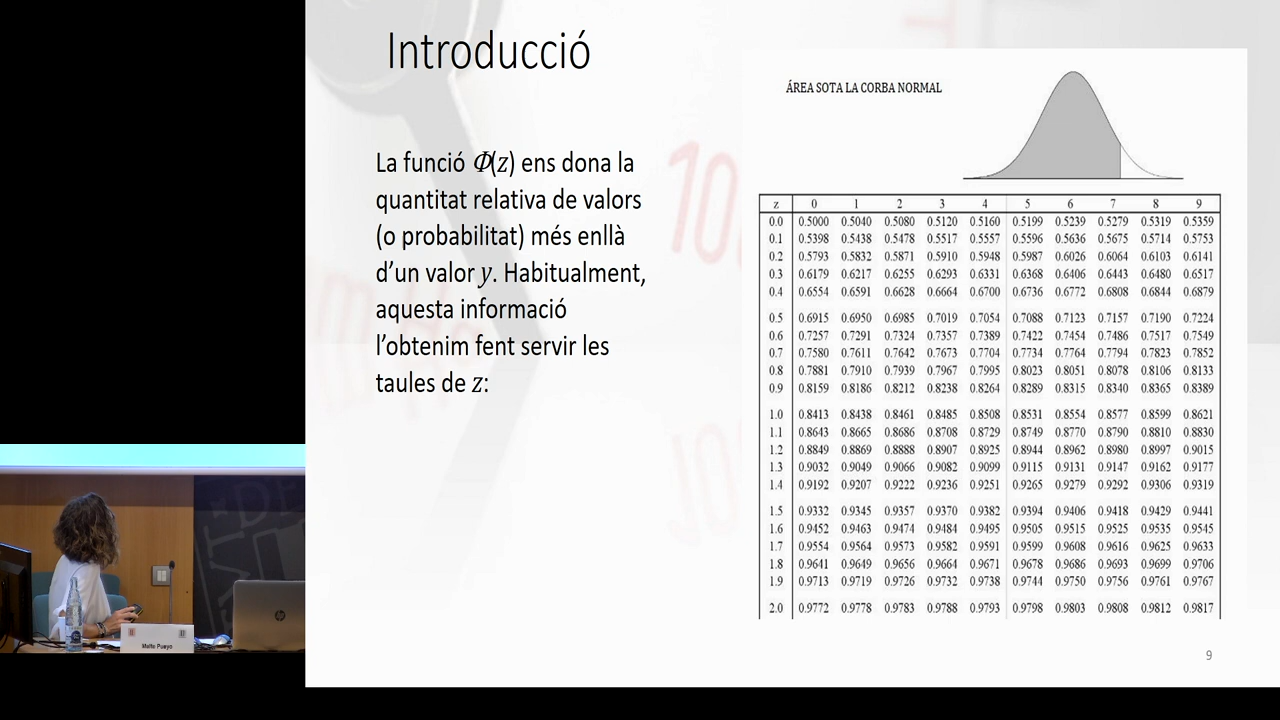 Introducció
La funció Φ(z) ens dona la
quantitat relativa de valors
(o probabilitat) més enllà
d’un valor y. Habitualment,
aquesta informació
l’obtenim fent servir les
taules de z:
ÁREA SOTA LA CORBA NORMAL
z 0 1 2 3 4 5 6 7 8 9
0.0 0.5000 0.5040 0.5080 0.5120 0.5160 0.5199 0.5239 0.5279 0.5319 0.5359
0.1 0.5398 0.5438 0.5478 0.5517 0.5557 0.5596 0.5636 0.5675 0.5714 0.5753
0.2 0.5793 0.5832 0.5871 0.5910 0.5948 0.5987 0.6026 0.6064 0.6103 0.6141
0.3 0.6179 0.6217 0.6255 0.6293 0.6331 0.6368 0.6406 0.6443 0.6480 0.6517
0.4 0.6554 0.6591 0.6628 0.6664 0.6700 0.6736 0.6772 0.6808 0.6844 0.6879
0.5 0.6915 0.6950 0.6985 0.7019 0.7054 0.7088 0.7123 0.7157 0.7190 0.7224
0.6 0.7257 0.7291 0.7324 0.7357 0.7389 0.7422 0.7454 0.7486 0.7517 0.7549
0.7 0.7580 0.7611 0.7642 0.7673 0.7704 0.7734 0.7764 0.7794 0.7823 0.7852
0.8 0.7881 0.7910 0.7939 0.7967 0.7995 0.8023 0.8051 0.8078 0.8106 0.8133
0.9 0.8159 0.8186 0.8212 0.8238 0.8264 0.8289 0.8315 0.8340 0.8365 0.8389
1.0 0.8413 0.8438 0.8461 0.8485 0.8508 0.8531 0.8554 0.8577 0.8599 0.8621
1.1 0.8643 0.8665 0.8686 0.8708 0.8729 0.8749 0.8770 0.8790 0.8810 0.8830
1.2 0.8849 0.8869 0.8888 0.8907 0.8925 0.8944 0.8962 0.8980 0.8997 0.9015
1.3 0.9032 0.9049 0.9066 0.9082 0.9099 0.9115 0.9131 0.9147 0.9162 0.9177
1.4 0.9192 0.9207 0.9222 0.9236 0.9251 0.9265 0.9279 0.9292 0.9306 0.9319
1.5 0.9332 0.9345 0.9357 0.9370 0.9382 0.9394 0.9406 0.9418 0.9429 0.9441
1.6 0.9452 0.9463 0.9474 0.9484 0.9495 0.9505 0.9515 0.9525 0.9535 0.9545
1.7 0.9554 0.9564 0.9573 0.9582 0.9591 0.9599 0.9608 0.9616 0.9625 0.9633
1.8 0.9641 0.9649 0.9656 0.9664 0.9671 0.9678 0.9686 0.9693 0.9699 0.9706
1.9 0.9713 0.9719 0.9726 0.9732 0.9738 0.9744 0.9750 0.9756 0.9761 0.9767
2.0 0.9772 0.9778 0.9783 0.9788 0.9793 0.9798 0.9803 0.9808 0.9812 0.9817
9
hp